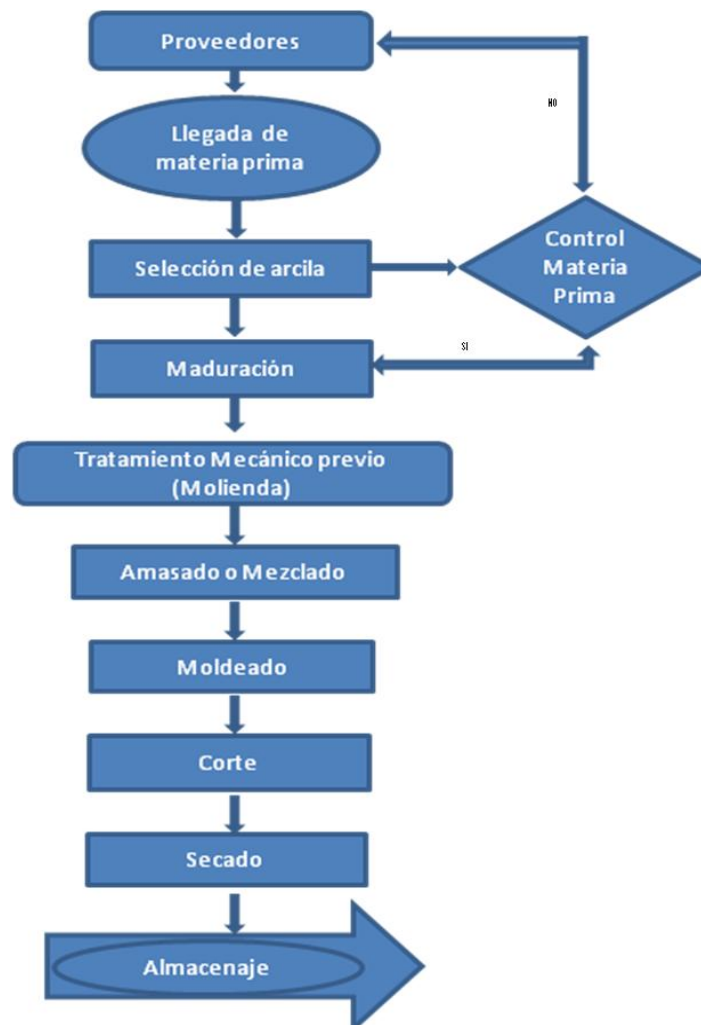 Proveedores
NO
Llegada de
materia prima
Control
Materia
Prima
Selección de arcila
SI
Maduración
Tratamiento Mecánico previo
(Molienda)
Amasado o Mezclado
Moldeado
Corte
Secado
Almacenaje